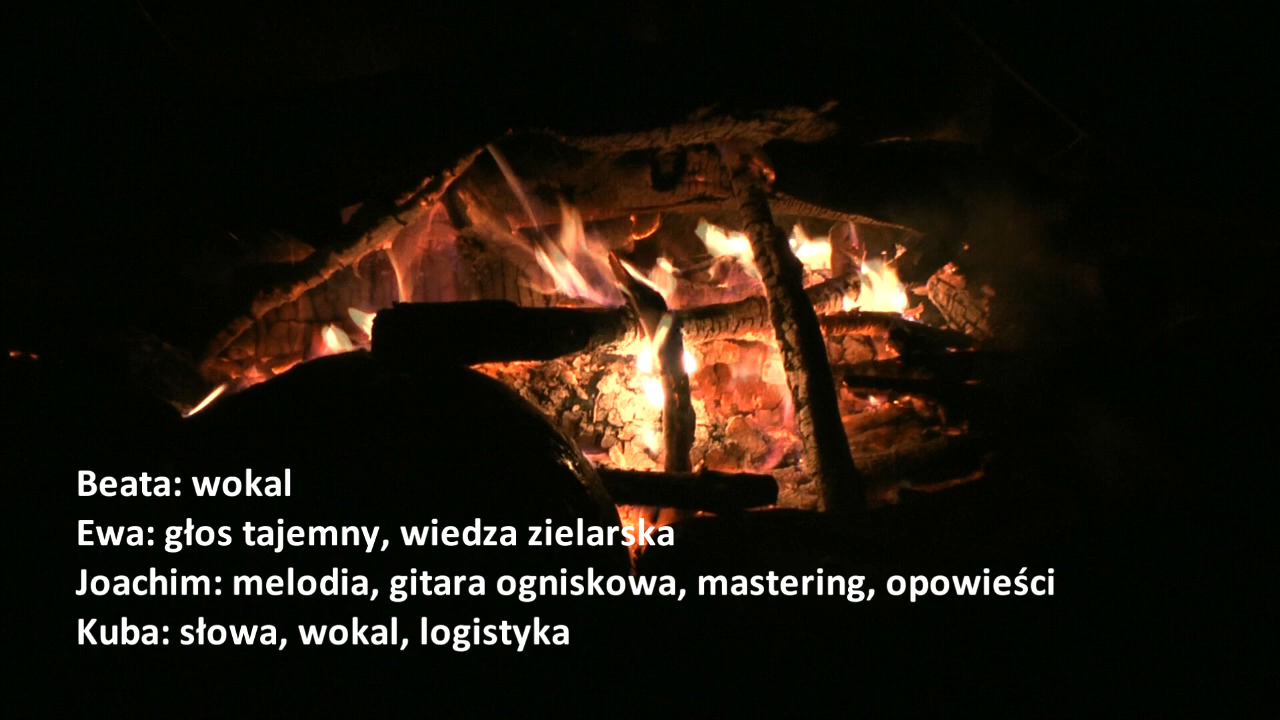 Beata: wokal
Ewa: głos tajemny, wiedza zielarska
Joachim: melodia, gitara ogniskowa, mastering, opowieści
Kuba: słowa, wokal, logistyka